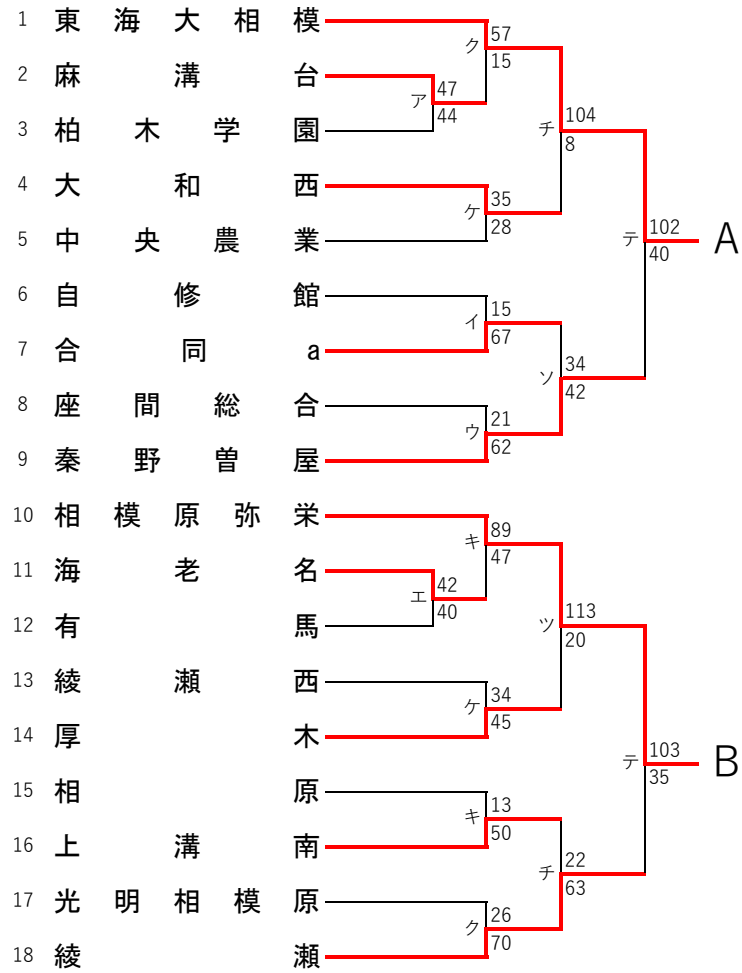 1 東海大相模
57
ク
15
2 麻溝台
47
ア
44
104
チ
8
3 柏木学園
4 大和西
35
ケ
28
102
テ
40
A
5 中央農業
6 自修館
15
イ
67
7 合同a
34
ソ
42
8 座間総合
21
ウ
62
9 秦野曽屋
10 相模原弥栄
89
キ
47
11 海老名
42
エ
40
113
ツ
20
12 有馬
13 綾瀬西
34
ケ
45
14 厚木
103
テ
35
B
15 相原
13
キ
50
16 上溝南
22
チ
63
17 光明相模原
26
ク
70
18 綾瀬